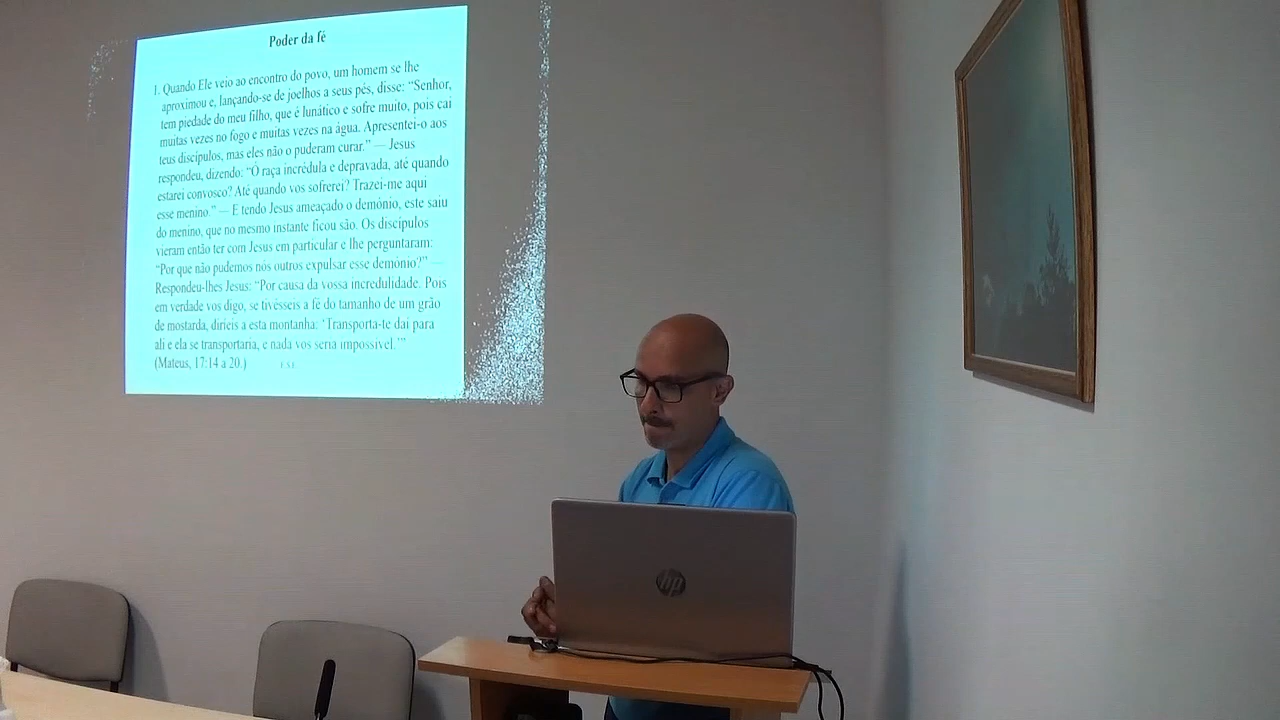 Poder da fé
1. Quando Ele veio ao encontro do povo, um homem se lhe
aproximou e, lançando-se de joelhos a seus pés, disse: “Senhor,
tem piedade do meu filho, que é lunático e sofre muito, pois cai
muitas vezes no fogo e muitas vezes na água. Apresentei-o aos
teus discípulos, mas eles não o puderam curar.” — Jesus
respondeu, dizendo: “Ó raça incrédula e depravada, até quando
estarei convosco? Até quando vos sofrerei? Trazei-me aqui
esse menino.” — E tendo Jesus ameaçado o demônio, este saiu
do menino, que no mesmo instante ficou são. Os discípulos
vieram então ter com Jesus em particular e lhe perguntaram:
“Por que não pudemos nós outros expulsar esse demônio?” —
Respondeu-lhes Jesus: “Por causa da vossa incredulidade. Pois
em verdade vos digo, se tivésseis a fé do tamanho de um grão
de mostarda, diríeis a esta montanha: ‘Transporta-te daí para
ali e ela se transportaria, e nada vos seria impossível.’”
(Mateus, 17:14 a 20.)
hp